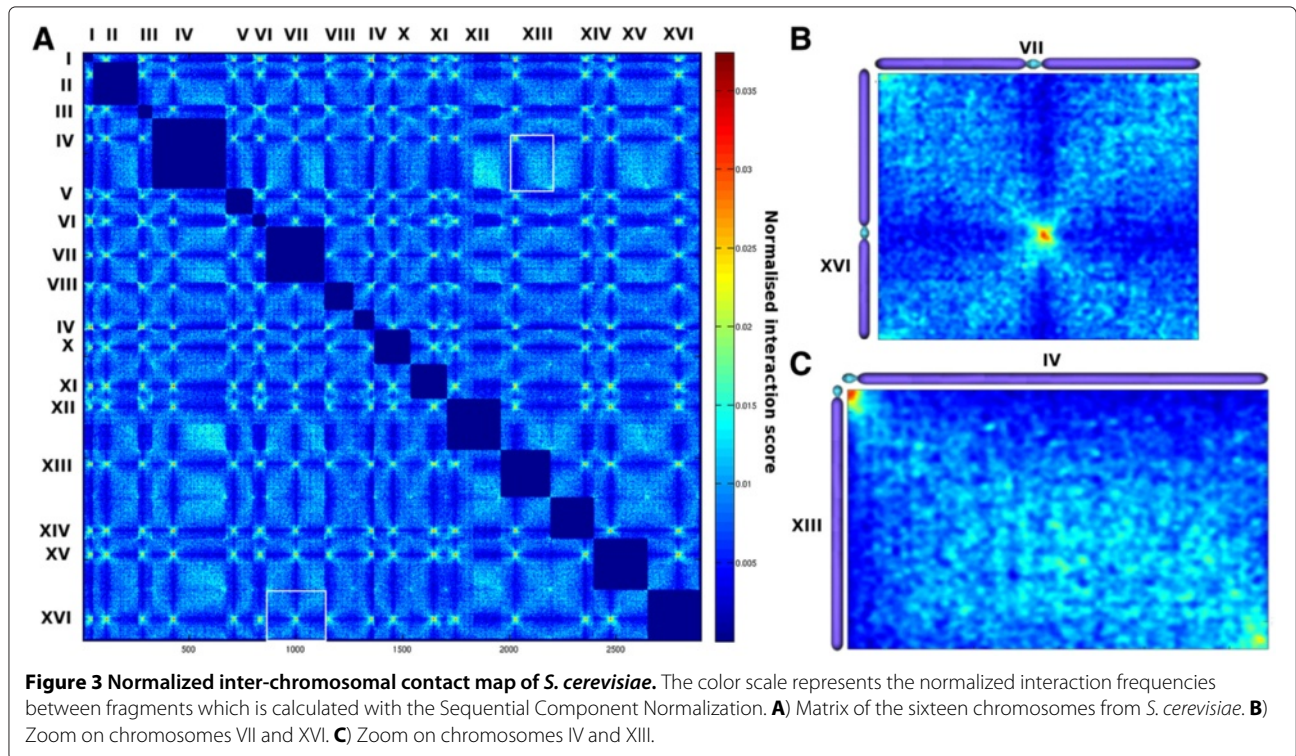 A
I II III IV V VI VII VIII IV X XI XII XIII XIV XV XVI
I
II
III
IV
V
VI
VII
VIII
IV
X
XI
XII
XIII
XIV
XV
XVI
500 1000 1500 2000 2500
0.035
0.03
0.025
0.02
0.015
0.01
0.005
Normalised interaction score
B
VII
XVI
C
IV
XIII
Figure 3 Normalized inter-chromosomal contact map of S. cerevisiae. The color scale represents the normalized interaction frequencies
between fragments which is calculated with the Sequential Component Normalization. A) Matrix of the sixteen chromosomes from S. cerevisiae. B)
Zoom on chromosomes VII and XVI. C) Zoom on chromosomes IV and XIII.